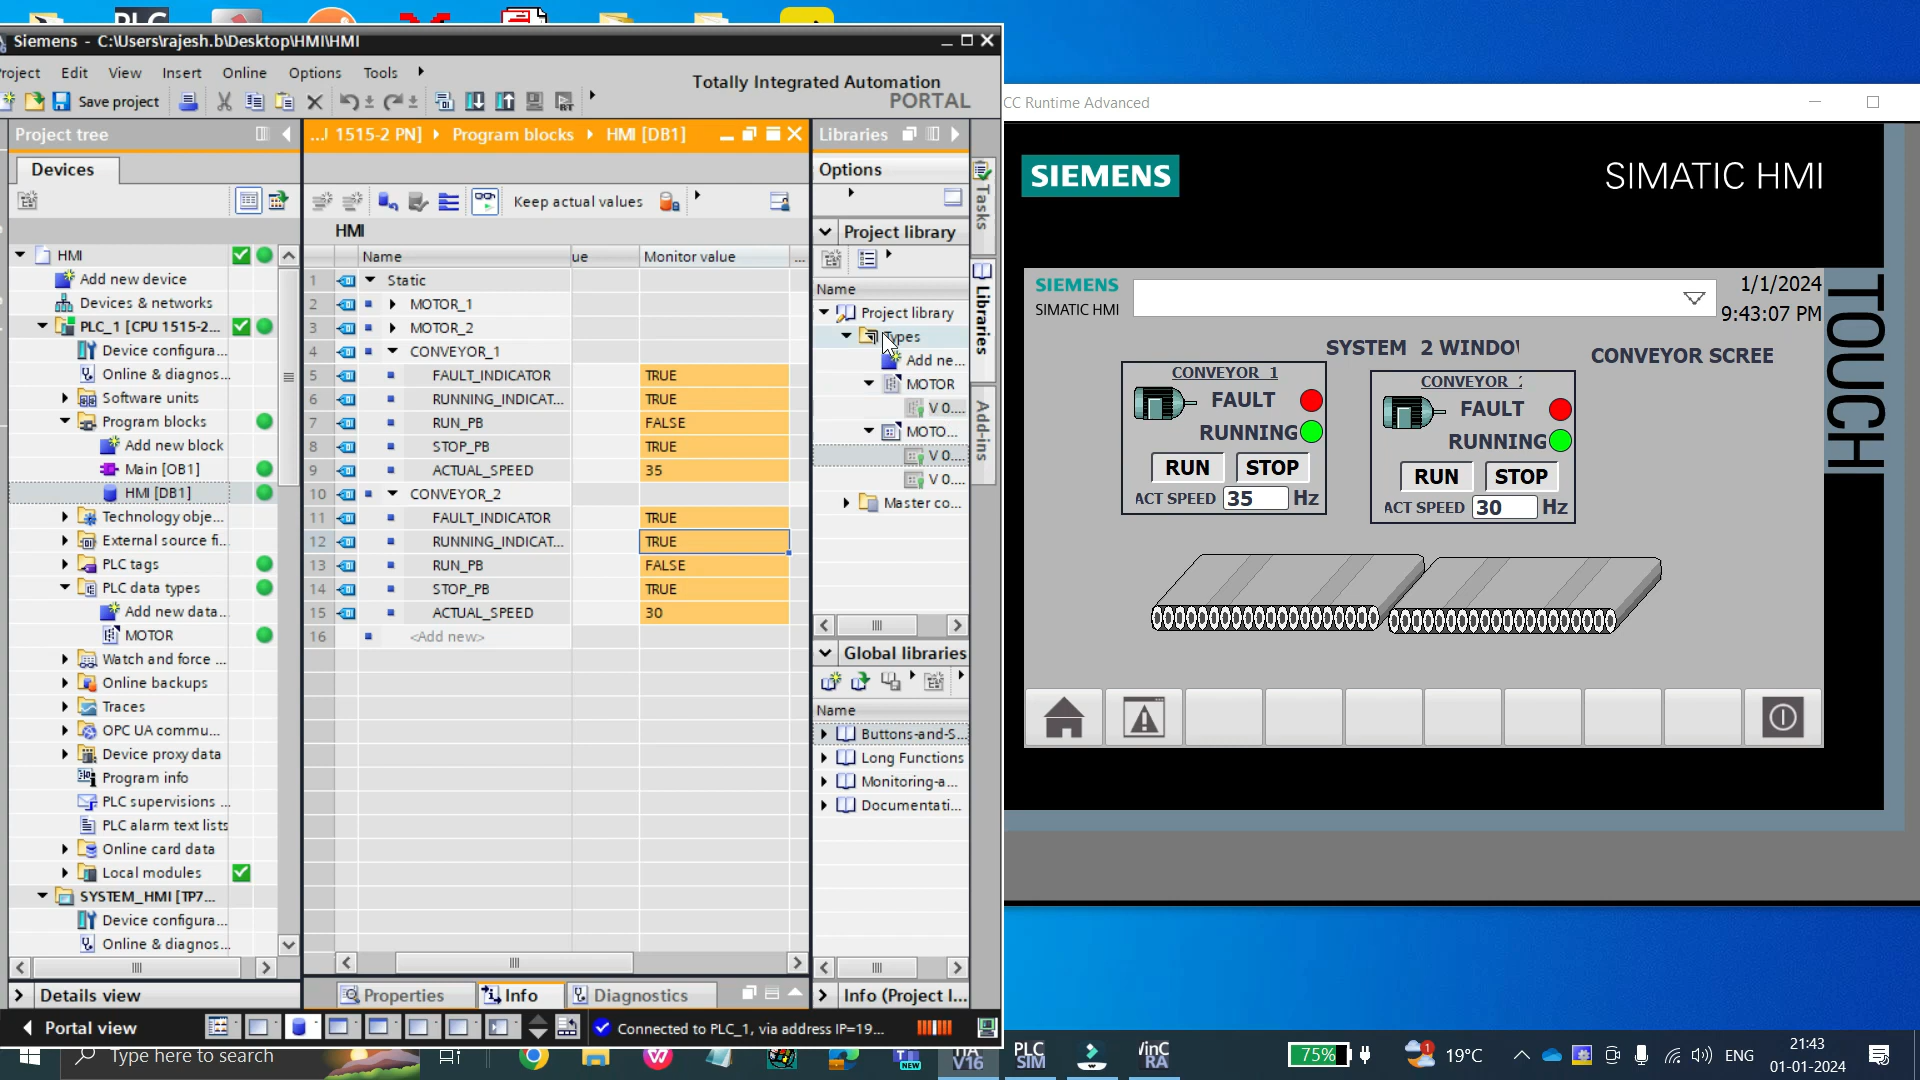 PLC
Siemens - C:\Users\rajesh.b\Desktop\HMI\HMI
roject Edit View Insert Online Options Tools
Totally Integrated Automation
PORTAL
Save project
Project tree
Devices
HMI
Add new device
Devices & networks
PLC_1 [CPU 1515-2...
Device configura...
Online & diagnos...
Software units
Program blocks
Add new block
Main [OB1]
HMI [DB1]
Technology obje...
External source fi...
PLC tags
PLC data types
Add new data...
MOTOR
Watch and force ...
Online backups
Traces
OPC UA commu...
Device proxy data
Program info
PLC supervisions ...
PLC alarm text lists
Online card data
Local modules
SYSTEM_HMI [TP7...
Device configura...
Online & diagnos...
Details view
Portal view
...J 1515-2 PN] Program blocks HMI [DB1]
Keep actual values
HMI
Name ue Monitor value ...
1 Static
2 MOTOR_1
3 MOTOR_2
4 CONVEYOR_1
5 FAULT_INDICATOR TRUE
6 RUNNING_INDICAT... TRUE
7 RUN_PB FALSE
8 STOP_PB TRUE
9 ACTUAL_SPEED 35
10 CONVEYOR_2
11 FAULT_INDICATOR TRUE
12 RUNNING_INDICAT... TRUE
13 RUN_PB FALSE
14 STOP_PB TRUE
15 ACTUAL_SPEED 30
16 <Add new>
Properties Info Diagnostics
Connected to PLC_1, via address IP=19...
Libraries
Options
Project library
Name
Project library
Types
Add ne...
MOTOR
V 0....
MOTO...
V 0....
V 0....
Master co...
Global libraries
Name
Buttons-and-S...
Long Functions
Monitoring-a...
Documentati...
Info (Project l...
Tasks
Libraries
Add-ins
CC Runtime Advanced
SIEMENS
SIMATIC HMI
SIEMENS
SIMATIC HMI
1/1/2024
9:43:07 PM
TOUCH
SYSTEM 2 WINDO
CONVEYOR SCREE
CONVEYOR 1
FAULT
RUNNING
RUN STOP
ACT SPEED 35 Hz
CONVEYOR
FAULT
RUNNING
RUN STOP
ACT SPEED 30 Hz
Type here to search
NEW
TIA
V16
PLC
SIM
inC
RA
75%
1
19°C
ENG
21:43
01-01-2024